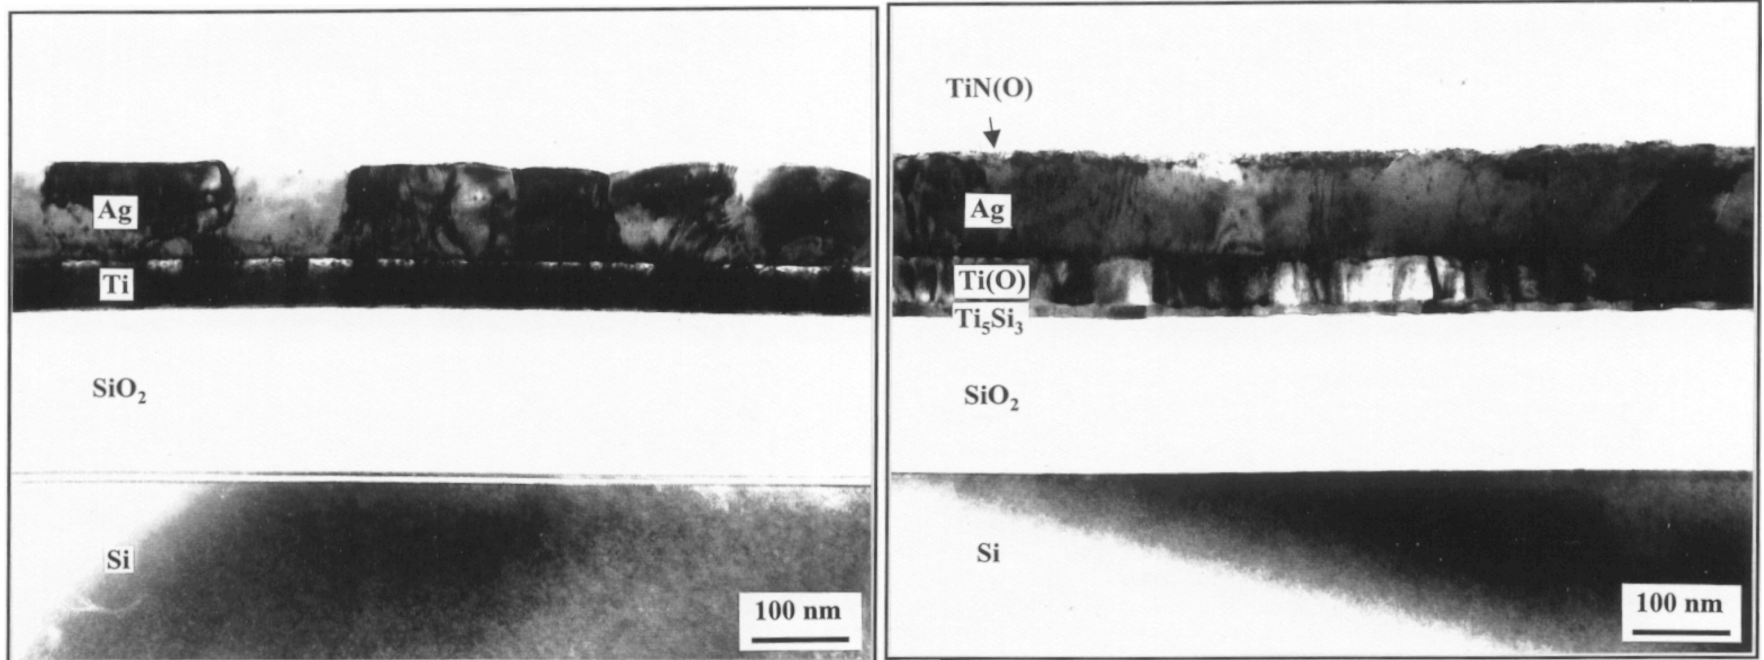 Ag
Ti
SiO₂
Si
100 nm
TiN(O)
Ag
Ti(O)
Ti₅Si₃
SiO₂
Si
100 nm